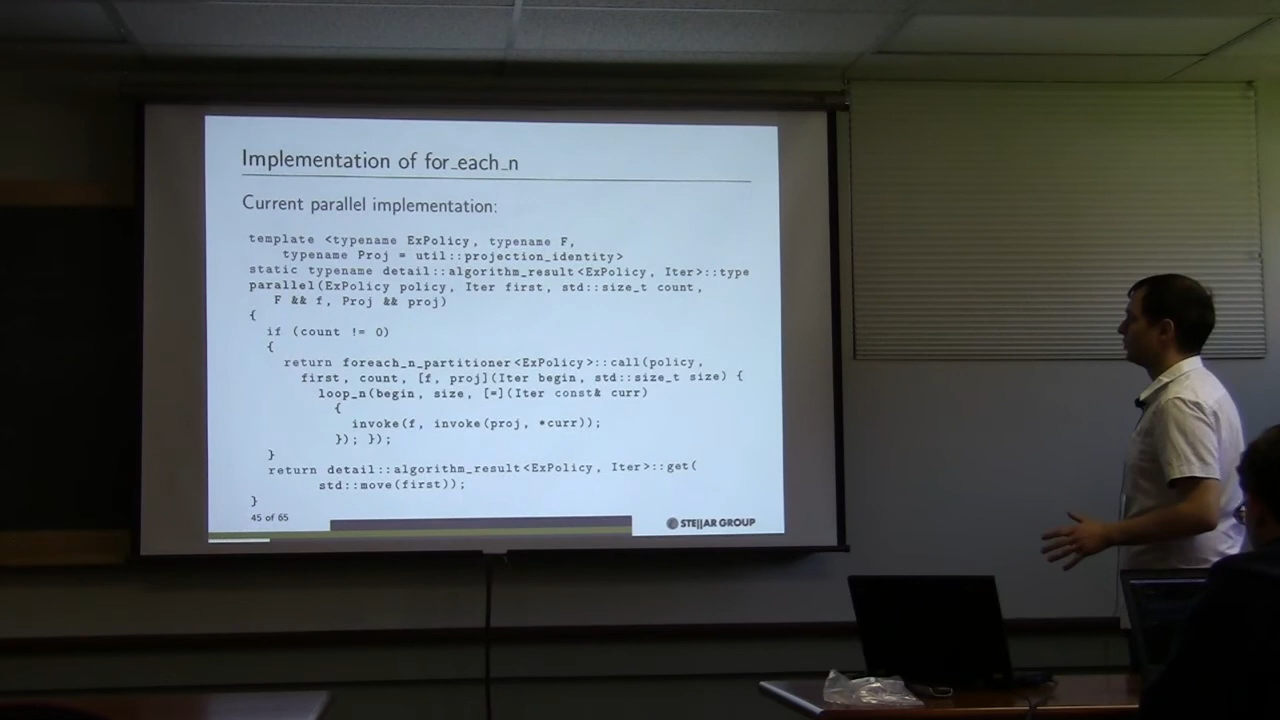 Implementation of for_each_n
Current parallel implementation:
template <typename ExPolicy, typename F,
typename Proj = util::projection_identity>
static typename detail::algorithm_result<ExPolicy, Iter>::type
parallel(ExPolicy policy, Iter first, std::size_t count,
F && f, Proj && proj)
{
if (count != 0)
{
return foreach_n_partitioner<ExPolicy>::call(policy,
first, count, [f, proj](Iter begin, std::size_t size) {
loop_n(begin, size, [=](Iter const& curr)
{
invoke(f, invoke(proj, *curr));
}); });
}
return detail::algorithm_result<ExPolicy, Iter>::get(
std::move(first));
}
45 of 65
STE||AR GROUP